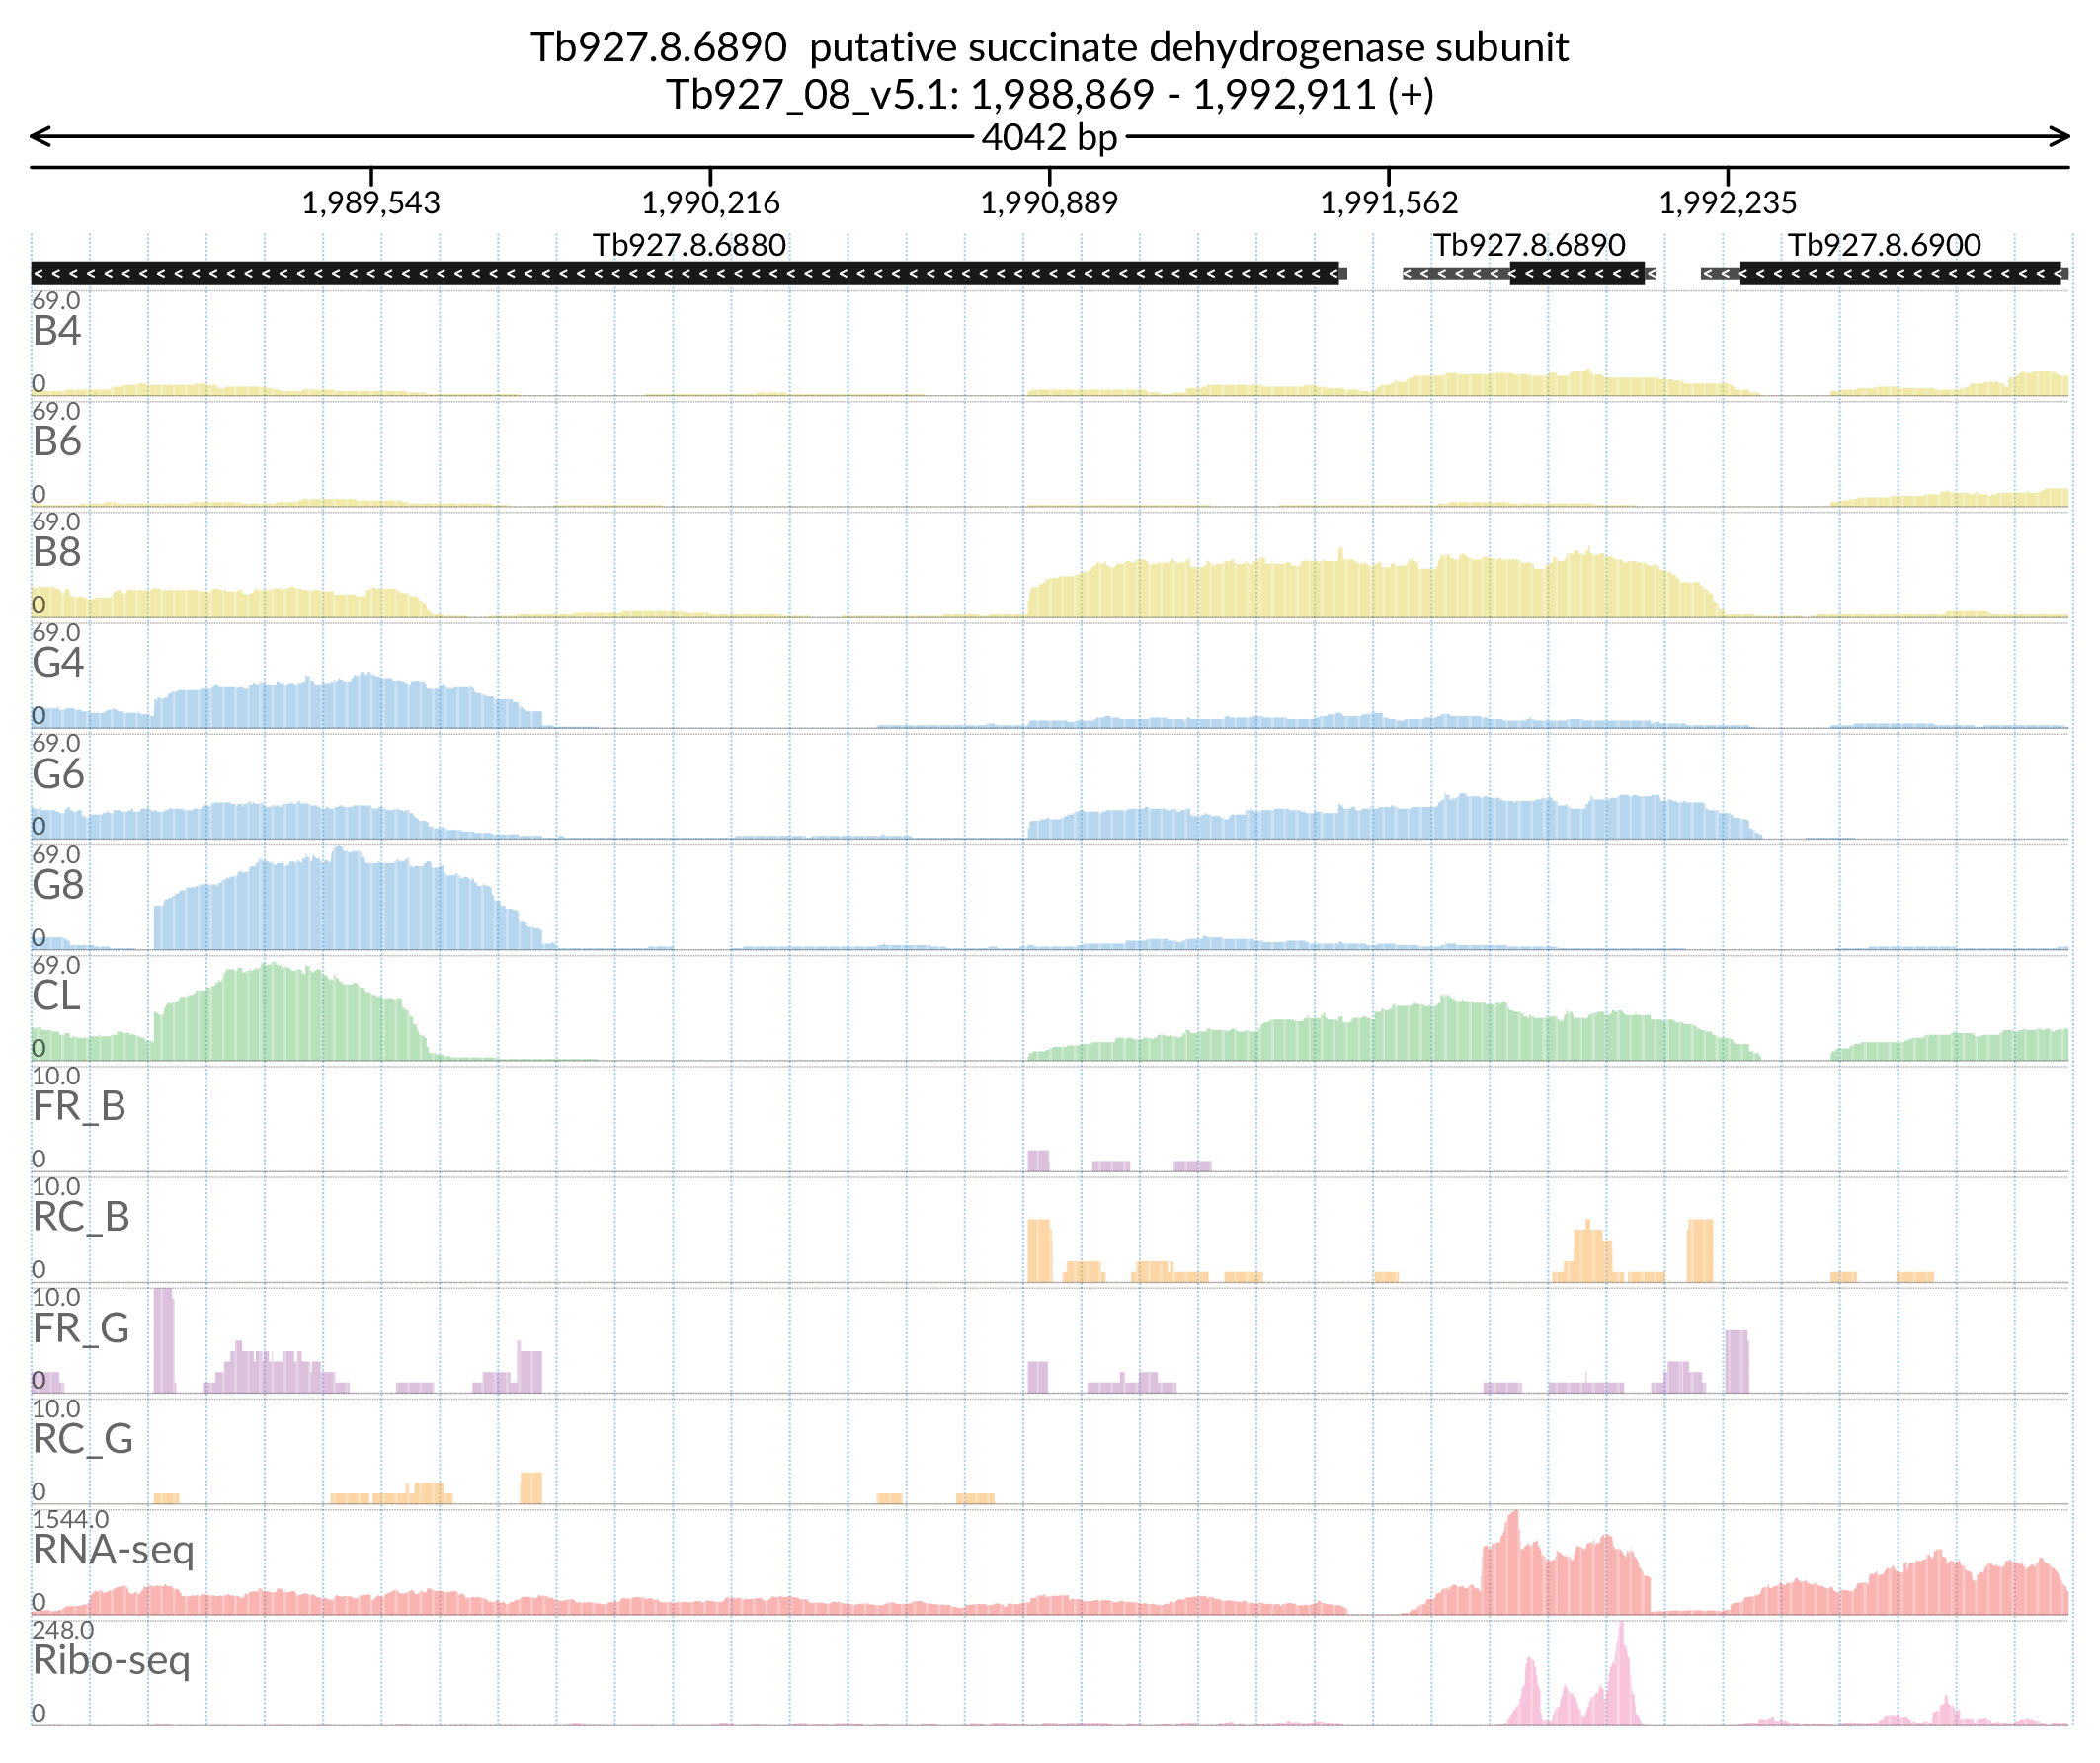 Tb927.8.6890  putative succinate dehydrogenase subunit
Tb927_08_v5.1: 1,988,869 - 1,992,911 (+)
4042 bp
1,989,543 1,990,216 1,990,889 1,991,562 1,992,235
Tb927.8.6880 Tb927.8.6890 Tb927.8.6900
69.0
B4
0
69.0
B6
0
69.0
B8
0
69.0
G4
0
69.0
G6
0
69.0
G8
0
69.0
CL
0
10.0
FR_B
0
10.0
RC_B
0
10.0
FR_G
0
10.0
RC_G
0
1544.0
RNA-seq
0
248.0
Ribo-seq
0